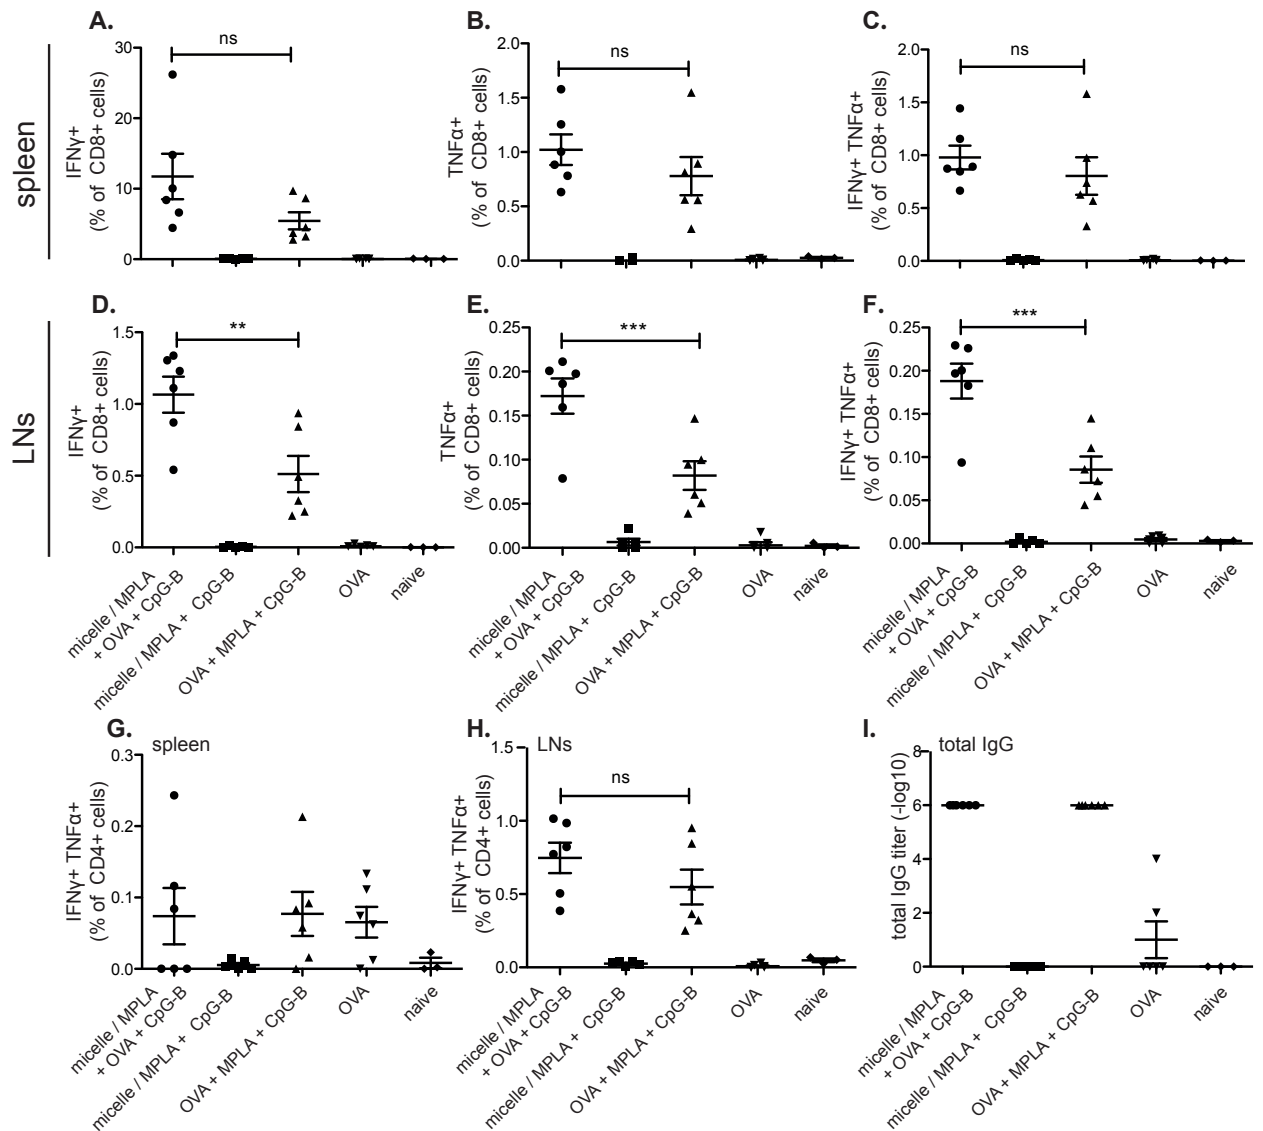 A.
B.
C.
spleen
IFNγ+
(% of CD8+ cells)
30
20
10
0
ns
TNFα+
(% of CD8+ cells)
2.0
1.5
1.0
0.5
0.0
ns
IFNγ+ TNFα+
(% of CD8+ cells)
2.0
1.5
1.0
0.5
0.0
ns
D.
E.
F.
LNs
IFNγ+
(% of CD8+ cells)
1.5
1.0
0.5
0.0
**
TNFα+
(% of CD8+ cells)
0.25
0.20
0.15
0.10
0.05
0.00
***
IFNγ+ TNFα+
(% of CD8+ cells)
0.25
0.20
0.15
0.10
0.05
0.00
***
micelle / MPLA
+ OVA + CpG-B
micelle / MPLA + CpG-B
OVA + MPLA + CpG-B
OVA
naive
micelle / MPLA
+ OVA + CpG-B
micelle / MPLA + CpG-B
OVA + MPLA + CpG-B
OVA
naive
micelle / MPLA
+ OVA + CpG-B
micelle / MPLA + CpG-B
OVA + MPLA + CpG-B
OVA
naive
G.
spleen
IFNγ+ TNFα+
(% of CD4+ cells)
0.3
0.2
0.1
0.0
H.
LNs
IFNγ+ TNFα+
(% of CD4+ cells)
1.5
1.0
0.5
0.0
ns
I.
total IgG
total IgG titer (-log10)
8
6
4
2
0
micelle / MPLA
+ OVA + CpG-B
micelle / MPLA + CpG-B
OVA + MPLA + CpG-B
OVA
naive
micelle / MPLA
+ OVA + CpG-B
micelle / MPLA + CpG-B
OVA + MPLA + CpG-B
OVA
naive
micelle / MPLA
+ OVA + CpG-B
micelle / MPLA + CpG-B
OVA + MPLA + CpG-B
OVA
naive